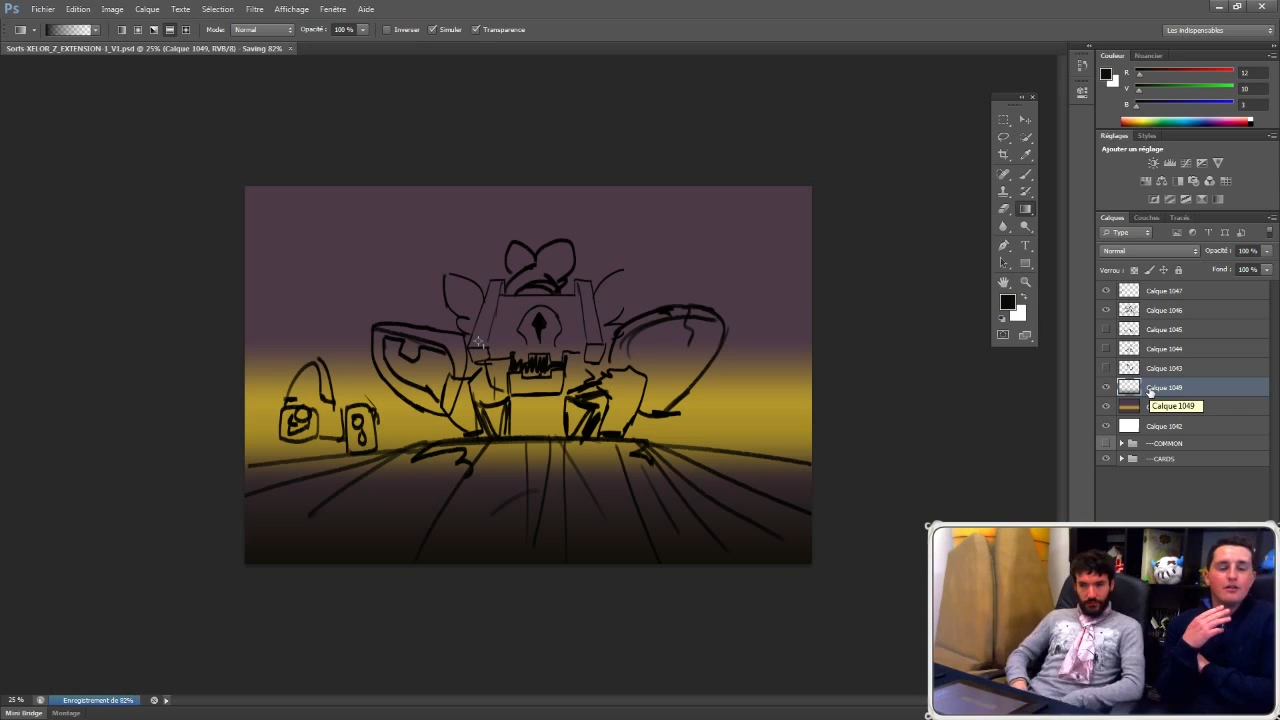 Ps Fichier Edition Image Calque Texte Sélection Filtre Affichage Fenêtre Aide
Mode: Normal Opacité: 100 % Inverser Simuler Transparence Les indispensables
Sorts-XELOR_Z_EXTENSION-1_V1.psd @ 25% (Calque 1049, RVB/8) - Saving 82% ×
Couleur Nuancier
R 12
V 10
B 3
Réglages Styles
Ajouter un réglage
Calques Couches Tracés
Type
Normal Opacité: 100 %
Verrou: Fond: 100 %
Calque 1047
Calque 1046
Calque 1045
Calque 1044
Calque 1043
Calque 1049
Calque 1049
Calque 1042
---COMMON
---CARDS
25 % Enregistrement de 82%
Mini Bridge Montage